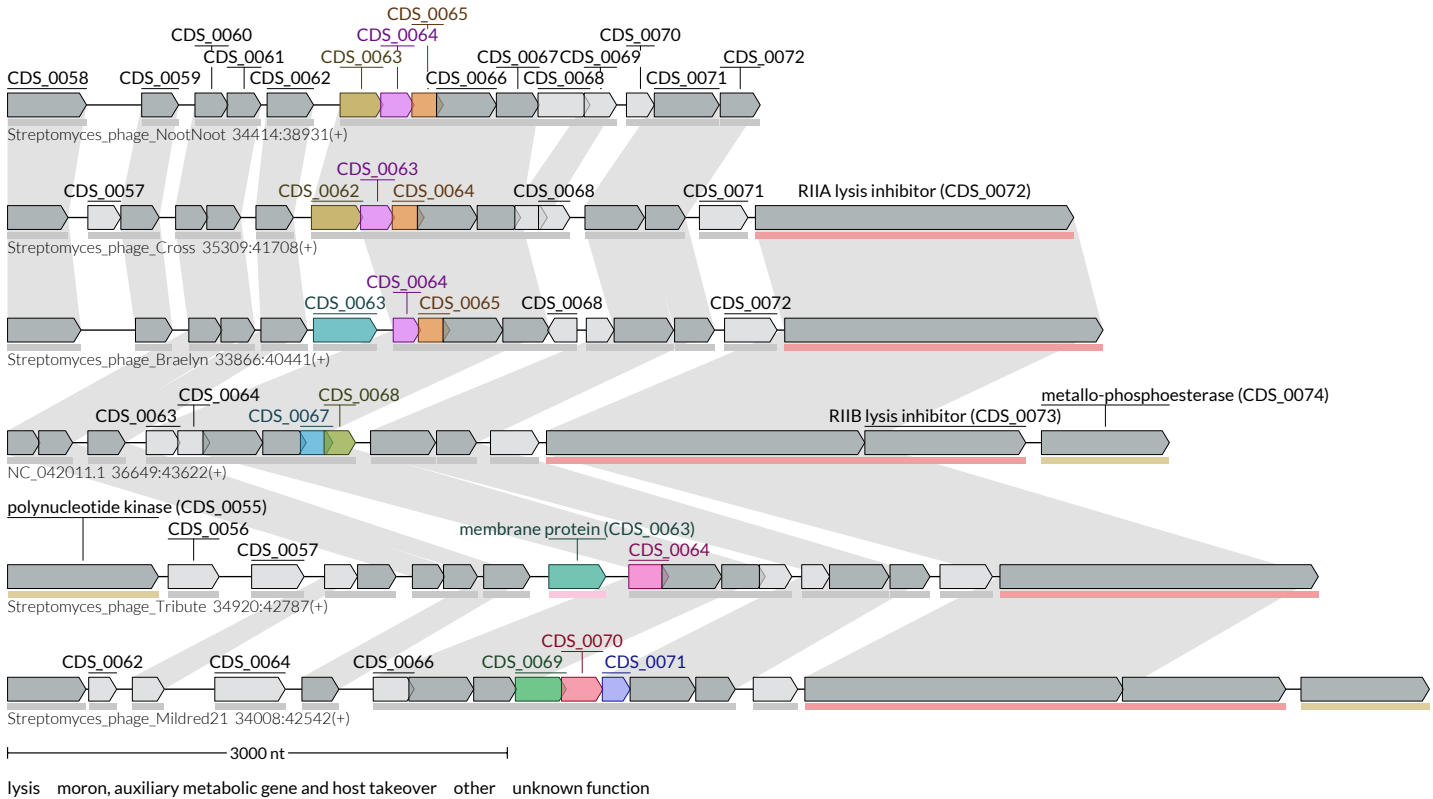 CDS_0065
CDS_0060 CDS_0064 CDS_0070
CDS_0061 CDS_0063 CDS_0067 CDS_0069 CDS_0072
CDS_0058 CDS_0059 CDS_0062 CDS_0066 CDS_0068 CDS_0071
Streptomyces_phage_NootNoot 34414:38931(+)
CDS_0063
CDS_0057 CDS_0062 CDS_0064 CDS_0068 CDS_0071 RIIA lysis inhibitor (CDS_0072)
Streptomyces_phage_Cross 35309:41708(+)
CDS_0064
CDS_0063 CDS_0065 CDS_0068 CDS_0072
Streptomyces_phage_Braelyn 33866:40441(+)
CDS_0064 CDS_0068 metallo-phosphoesterase (CDS_0074)
CDS_0063 CDS_0067 RIIB lysis inhibitor (CDS_0073)
NC_042011.1 36649:43622(+)
polynucleotide kinase (CDS_0055)
CDS_0056 membrane protein (CDS_0063)
CDS_0057 CDS_0064
Streptomyces_phage_Tribute 34920:42787(+)
CDS_0070
CDS_0062 CDS_0064 CDS_0066 CDS_0069 CDS_0071
Streptomyces_phage_Mildred21 34008:42542(+)
3000 nt
lysis moron, auxiliary metabolic gene and host takeover other unknown function